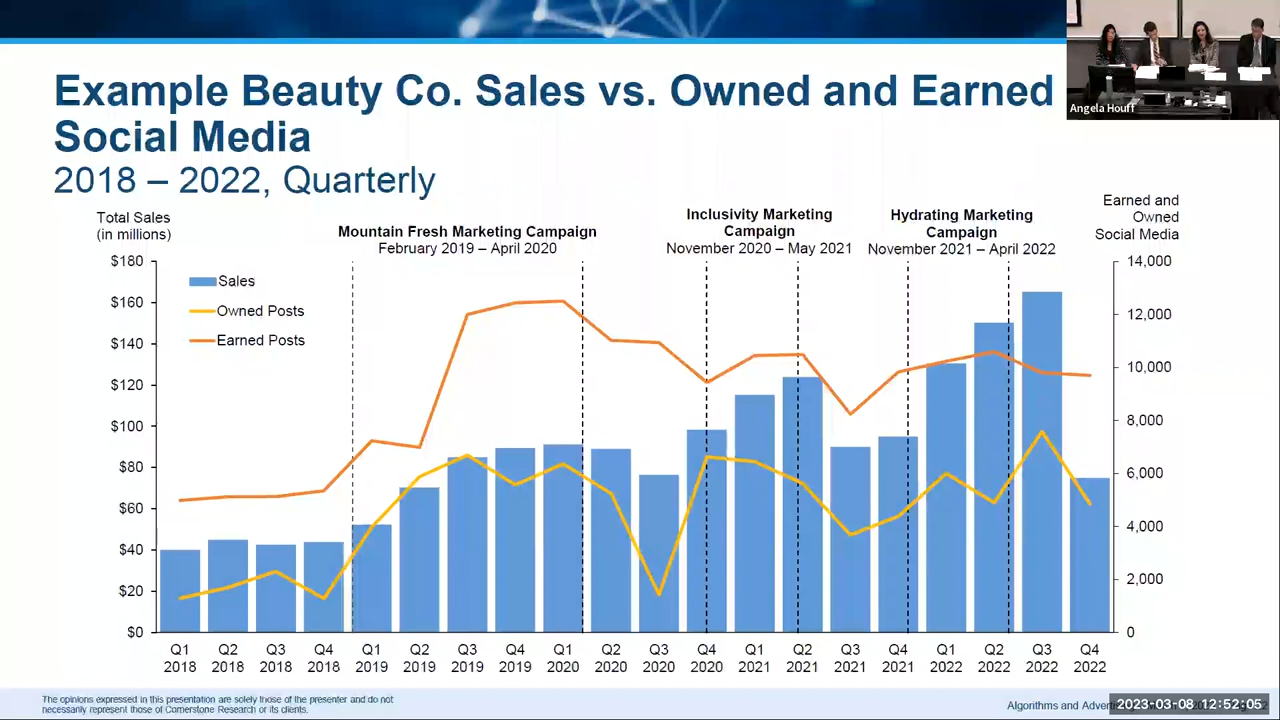 Angela Houff
Example Beauty Co. Sales vs. Owned and Earned
Social Media
2018 – 2022, Quarterly
Total Sales
(in millions)
Mountain Fresh Marketing Campaign
February 2019 – April 2020
Inclusivity Marketing
Campaign
November 2020 – May 2021
Hydrating Marketing
Campaign
November 2021 – April 2022
Earned and
Owned
Social Media
$180
$160
$140
$120
$100
$80
$60
$40
$20
$0
Sales
Owned Posts
Earned Posts
14,000
12,000
10,000
8,000
6,000
4,000
2,000
0
Q1 Q2 Q3 Q4 Q1 Q2 Q3 Q4 Q1 Q2 Q3 Q4 Q1 Q2 Q3 Q4 Q1 Q2 Q3 Q4
2018 2018 2018 2018 2019 2019 2019 2019 2020 2020 2020 2020 2021 2021 2021 2021 2022 2022 2022 2022
The opinions expressed in this presentation are solely those of the presenter and do not
necessarily represent those of Cornerstone Research or its clients.
Algorithms and
2023-03-08 12:52:05